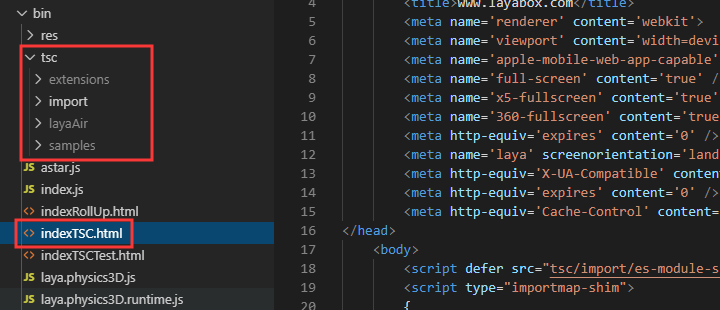 bin
res
tsc
extensions
import
layaAir
samples
astar.js
index.js
indexRollUp.html
indexTSC.html
indexTSCTest.html
laya.physics3D.js
laya.physics3D.runtime.js
4 <title>www.layabox.com</title>
5 <meta name='renderer' content='webkit'>
6 <meta name='viewport' content='width=devi
7 <meta name='apple-mobile-web-app-capable'
8 <meta name='full-screen' content='true' /
9 <meta name='x5-fullscreen' content='true'
10 <meta name='360-fullscreen' content='true
11 <meta http-equiv='expires' content='0' />
12 <meta name='laya' screenorientation='land
13 <meta http-equiv='X-UA-Compatible' content
14 <meta http-equiv='expires' content='0' />
15 <meta http-equiv='Cache-Control' content=
16 </head>
17 <body>
18 <script defer src="tsc/import/es-module-s
19 <script type="importmap-shim">
20 {